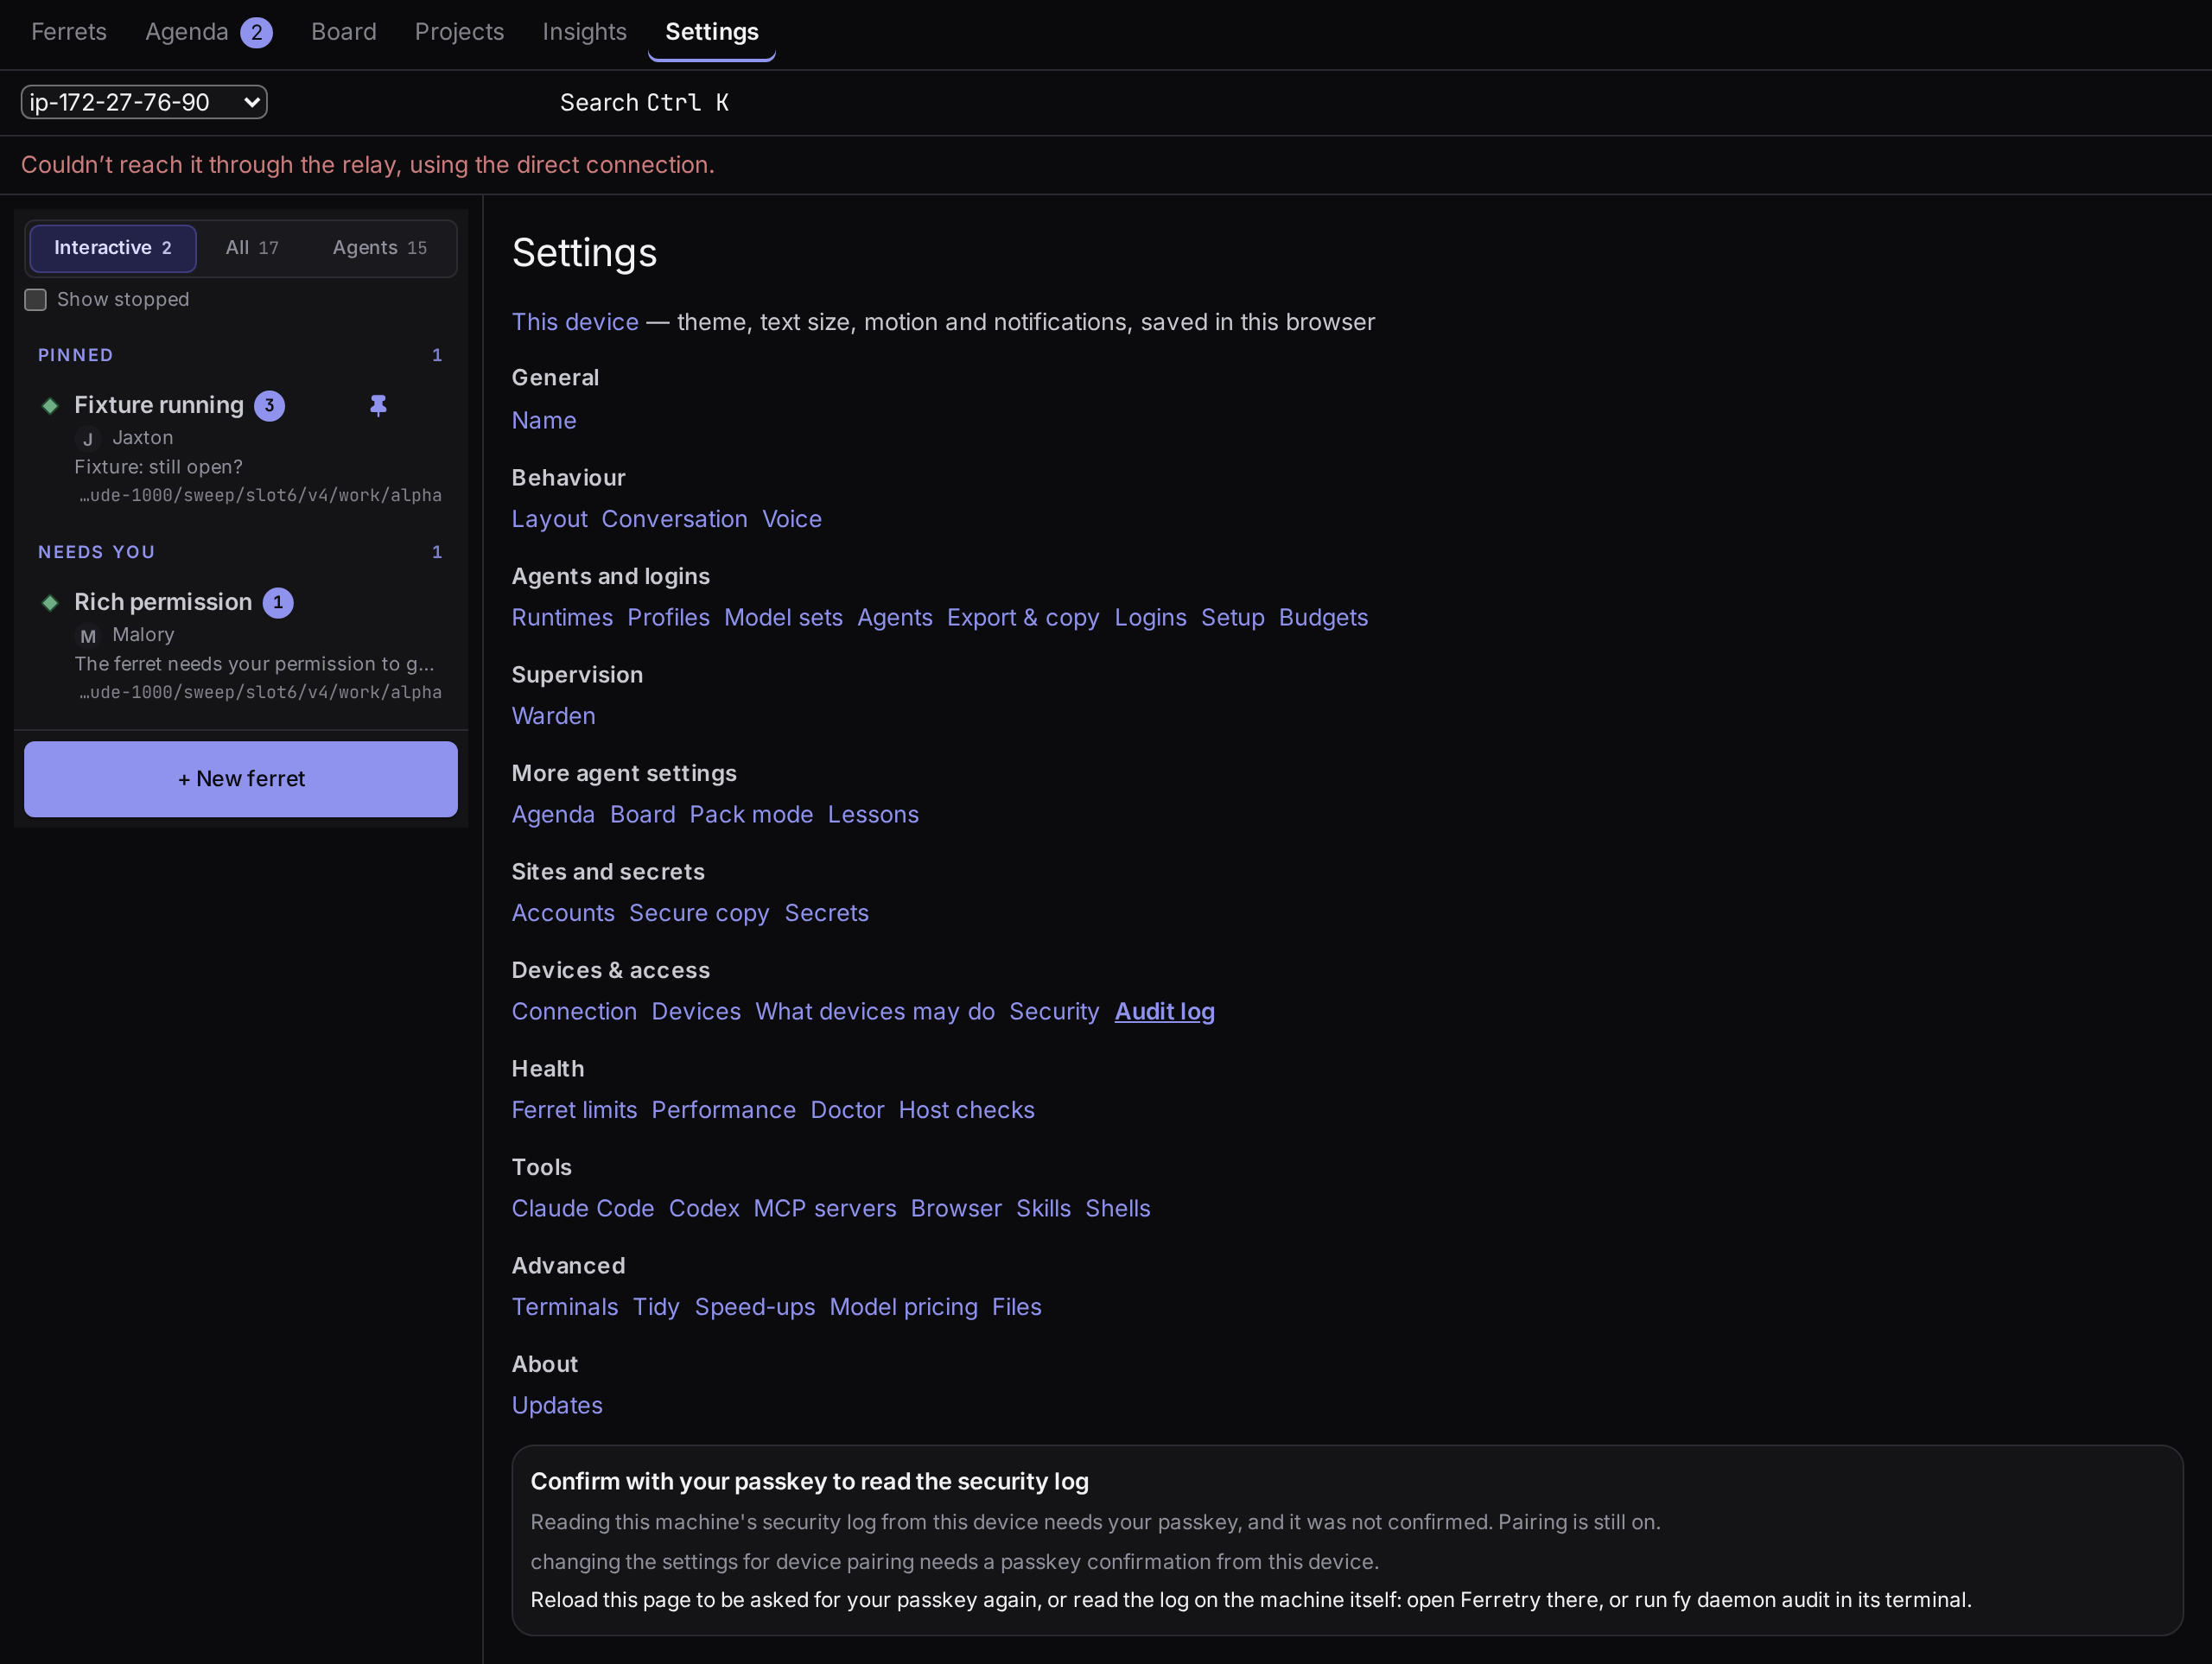 Ferrets Agenda 2 Board Projects Insights Settings
ip-172-27-76-90 Search Ctrl K
Couldn’t reach it through the relay, using the direct connection.
Interactive 2 All 17 Agents 15
Show stopped
PINNED 1
Fixture running 3
J Jaxton
Fixture: still open?
…ude-1000/sweep/slot6/v4/work/alpha
NEEDS YOU 1
Rich permission 1
M Malory
The ferret needs your permission to g…
…ude-1000/sweep/slot6/v4/work/alpha
+ New ferret
Settings
This device — theme, text size, motion and notifications, saved in this browser
General
Name
Behaviour
Layout Conversation Voice
Agents and logins
Runtimes Profiles Model sets Agents Export & copy Logins Setup Budgets
Supervision
Warden
More agent settings
Agenda Board Pack mode Lessons
Sites and secrets
Accounts Secure copy Secrets
Devices & access
Connection Devices What devices may do Security Audit log
Health
Ferret limits Performance Doctor Host checks
Tools
Claude Code Codex MCP servers Browser Skills Shells
Advanced
Terminals Tidy Speed-ups Model pricing Files
About
Updates
Confirm with your passkey to read the security log
Reading this machine's security log from this device needs your passkey, and it was not confirmed. Pairing is still on.
changing the settings for device pairing needs a passkey confirmation from this device.
Reload this page to be asked for your passkey again, or read the log on the machine itself: open Ferretry there, or run fy daemon audit in its terminal.